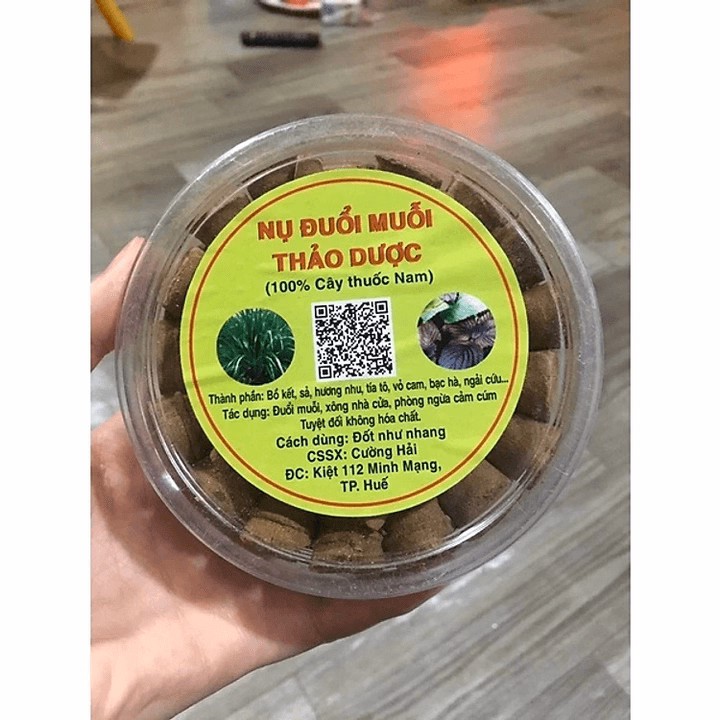 NỤ ĐUỔI MUỖI
THẢO DƯỢC
(100% Cây thuốc Nam)
Thành phần: Bồ kết, sả, hương nhu, tía tô, vỏ cam, bạc hà, ngải cứu...
Tác dụng: Đuổi muỗi, xông nhà cửa, phòng ngừa cảm cúm
Tuyệt đối không hóa chất.
Cách dùng: Đốt như nhang
CSSX: Cường Hải
ĐC: Kiệt 112 Minh Mạng,
TP. Huế